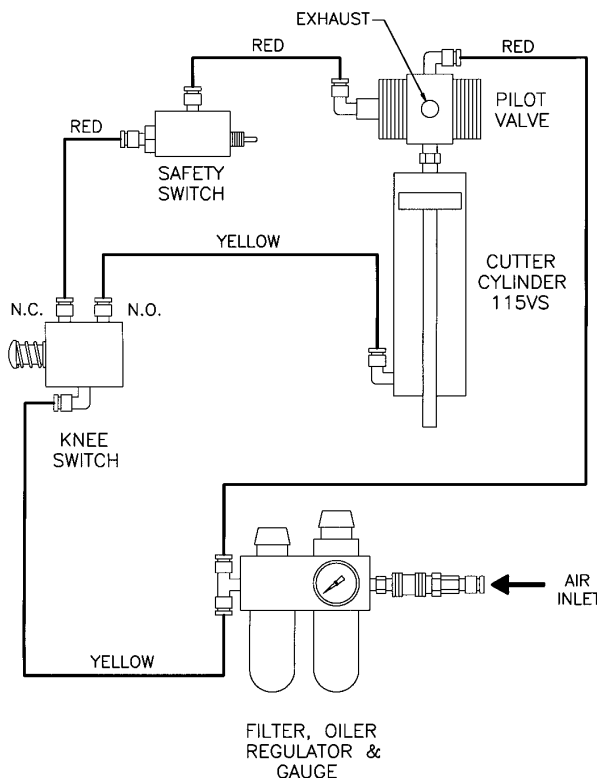 EXHAUST
RED
RED
PILOT
VALVE
RED
SAFETY
SWITCH
YELLOW
CUTTER
CYLINDER
115VS
N.C.
N.O.
KNEE
SWITCH
AIR
INLET
YELLOW
FILTER, OILER
REGULATOR &
GAUGE